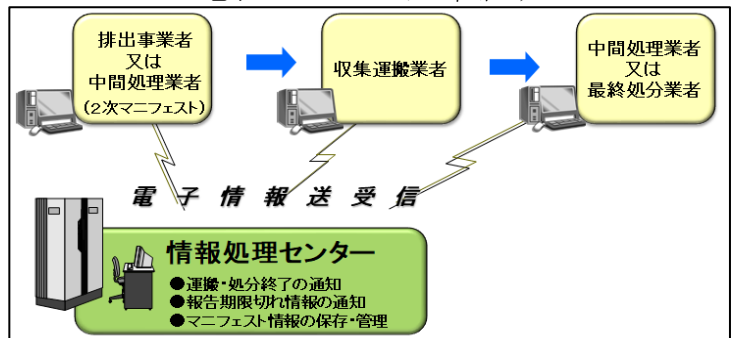 排出事業者
又は
中間処理業者
(2次マニフェスト)
収集運搬業者
中間処理業者
又は
最終処分業者
電子情報送受信
情報処理センター
●運搬・処分終了の通知
●報告期限切れ情報の通知
●マニフェスト情報の保存・管理